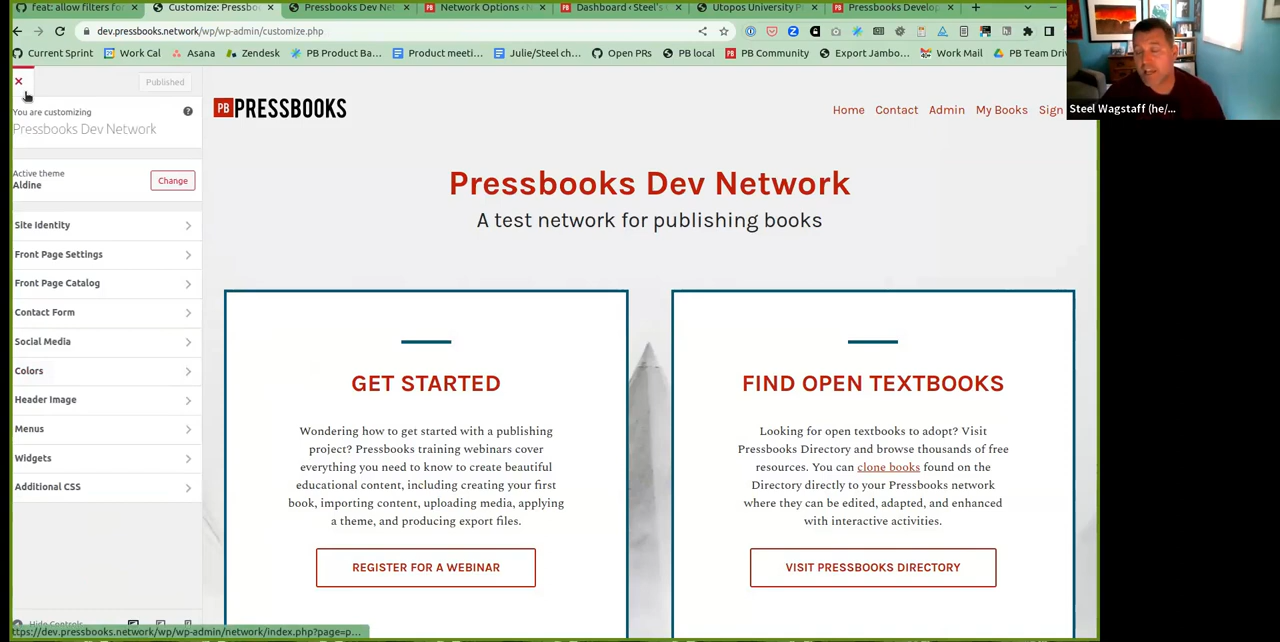 feat: allow filters for
Customize: Pressboo
Pressbooks Dev Net
Network Options ‹ N
Dashboard ‹ Steel's
Utopos University P
Pressbooks Develop
dev.pressbooks.network/wp/wp-admin/customize.php
Current Sprint
Work Cal
Asana
Zendesk
PB Product Ba...
Product meeti...
Julie/Steel ch...
Open PRs
PB local
PB Community
Export Jambo...
Work Mail
PB Team Driv
Steel Wagstaff (he/...
Published
You are customizing
Pressbooks Dev Network
Active theme
Aldine
Change
Site Identity
Front Page Settings
Front Page Catalog
Contact Form
Social Media
Colors
Header Image
Menus
Widgets
Additional CSS
Hide Controls
ttps://dev.pressbooks.network/wp/wp-admin/network/index.php?page=p...
PB PRESSBOOKS
Home Contact Admin My Books Sign
Pressbooks Dev Network
A test network for publishing books
GET STARTED
Wondering how to get started with a publishing
project? Pressbooks training webinars cover
everything you need to know to create beautiful
educational content, including creating your first
book, importing content, uploading media, applying
a theme, and producing export files.
REGISTER FOR A WEBINAR
FIND OPEN TEXTBOOKS
Looking for open textbooks to adopt? Visit
Pressbooks Directory and browse thousands of free
resources. You can clone books found on the
Directory directly to your Pressbooks network
where they can be edited, adapted, and enhanced
with interactive activities.
VISIT PRESSBOOKS DIRECTORY